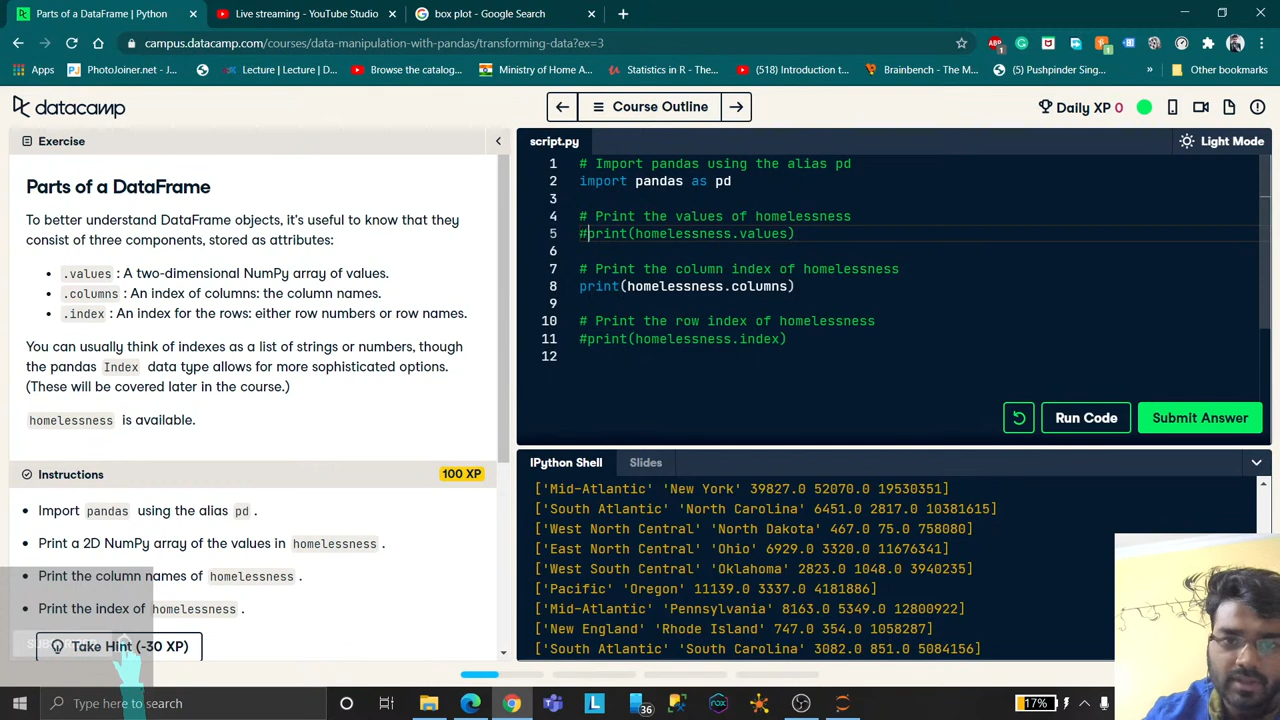 Parts of a DataFrame | Python
Live streaming - YouTube Studio
box plot - Google Search
campus.datacamp.com/courses/data-manipulation-with-pandas/transforming-data?ex=3
Apps
PhotoJoiner.net - J...
Lecture | Lecture | D...
Browse the catalog...
Ministry of Home A...
Statistics in R - The...
(518) Introduction t...
Brainbench - The M...
(5) Pushpinder Sing...
»
Other bookmarks
datacamp
Course Outline
Daily XP 0
Exercise
script.py
Light Mode
Parts of a DataFrame
To better understand DataFrame objects, it's useful to know that they
consist of three components, stored as attributes:
• .values : A two-dimensional NumPy array of values.
• .columns : An index of columns: the column names.
• .index : An index for the rows: either row numbers or row names.
You can usually think of indexes as a list of strings or numbers, though
the pandas Index data type allows for more sophisticated options.
(These will be covered later in the course.)
homelessness is available.
Instructions
100 XP
• Import pandas using the alias pd .
• Print a 2D NumPy array of the values in homelessness .
• Print the column names of homelessness .
• Print the index of homelessness .
Take Hint (-30 XP)
1 # Import pandas using the alias pd
2 import pandas as pd
3
4 # Print the values of homelessness
5 #print(homelessness.values)
6
7 # Print the column index of homelessness
8 print(homelessness.columns)
9
10 # Print the row index of homelessness
11 #print(homelessness.index)
12
Run Code
Submit Answer
IPython Shell
Slides
['Mid-Atlantic' 'New York' 39827.0 52070.0 19530351]
['South Atlantic' 'North Carolina' 6451.0 2817.0 10381615]
['West North Central' 'North Dakota' 467.0 75.0 758080]
['East North Central' 'Ohio' 6929.0 3320.0 11676341]
['West South Central' 'Oklahoma' 2823.0 1048.0 3940235]
['Pacific' 'Oregon' 11139.0 3337.0 4181886]
['Mid-Atlantic' 'Pennsylvania' 8163.0 5349.0 12800922]
['New England' 'Rhode Island' 747.0 354.0 1058287]
['South Atlantic' 'South Carolina' 3082.0 851.0 5084156]
Type here to search
36
17%